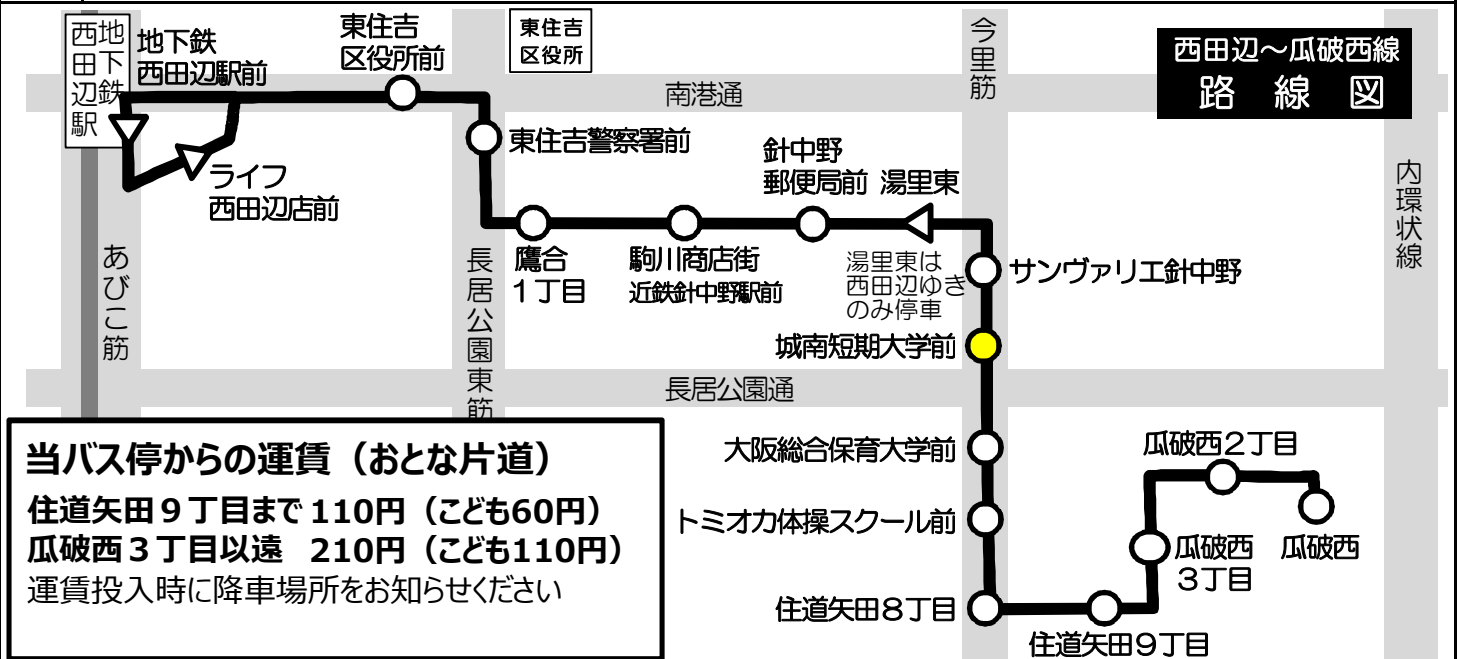 地下鉄
西田辺駅
地下鉄
西田辺駅前
東住吉
区役所前
東住吉
区役所
今里筋
西田辺～瓜破西線
路線図
南港通
東住吉警察署前
ライフ
西田辺店前
針中野
郵便局前
湯里東
内環状線
あびこ筋
長居公園東筋
鷹合
1丁目
駒川商店街
近鉄針中野駅前
湯里東は
西田辺ゆき
のみ停車
サンヴァリエ針中野
城南短期大学前
長居公園通
当バス停からの運賃（おとな片道）
住道矢田９丁目まで 110円（こども60円）
瓜破西３丁目以遠 210円（こども110円）
運賃投入時に降車場所をお知らせください
大阪総合保育大学前
瓜破西2丁目
トミオカ体操スクール前
瓜破西
3丁目
瓜破西
住道矢田8丁目
住道矢田9丁目